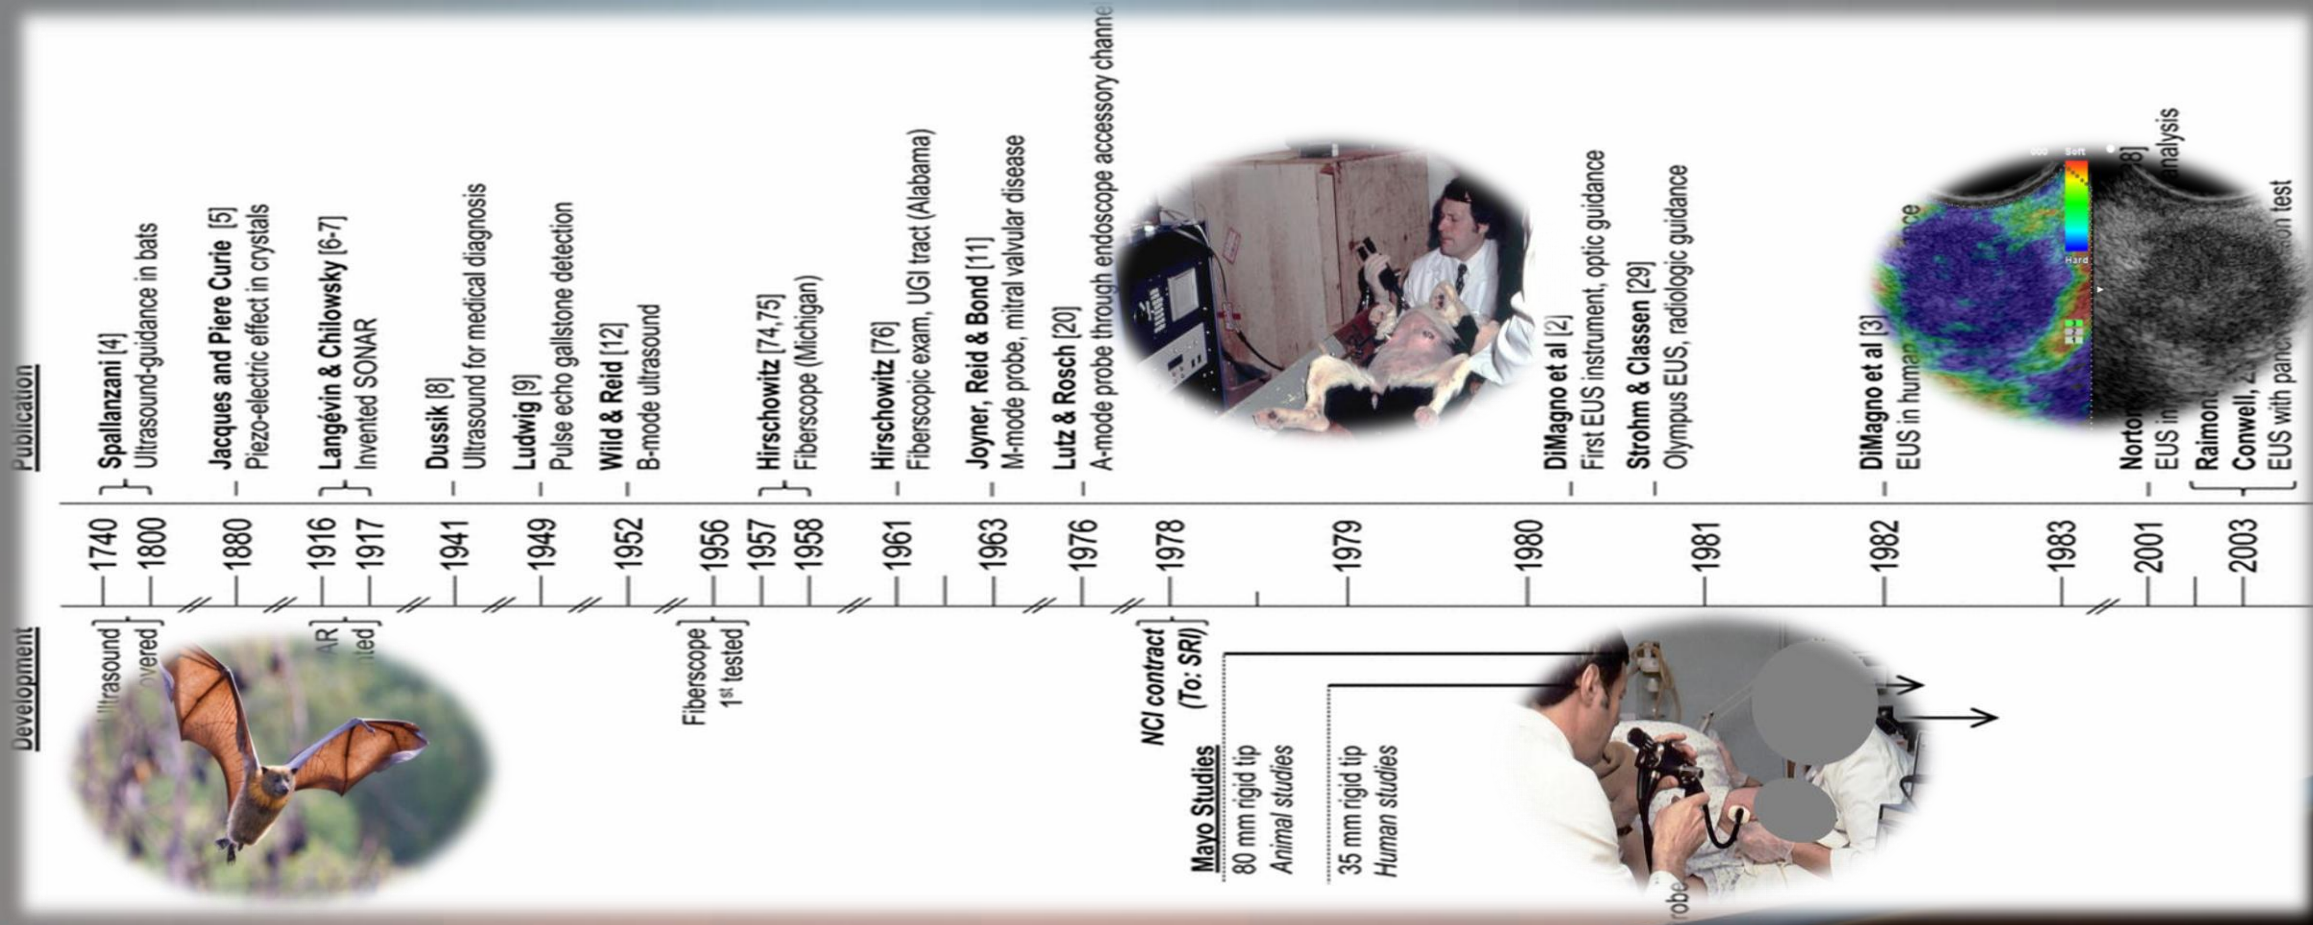 Publication
Spallanzani [4]
Ultrasound-guidance in bats
Jacques and Piere Curie [5]
Piezo-electric effect in crystals
Langévin & Chilowsky [6-7]
Invented SONAR
Dussik [8]
Ultrasound for medical diagnosis
Ludwig [9]
Pulse echo gallstone detection
Wild & Reid [12]
B-mode ultrasound
Hirschowitz [74,75]
Fiberscope (Michigan)
Hirschowitz [76]
Fiberscopic exam, UGI tract (Alabama)
Joyner, Reid & Bond [11]
M-mode probe, mitral valvular disease
Lutz & Rosch [20]
A-mode probe through endoscope accessory channe
DiMagno et al [2]
First EUS instrument, optic guidance
Strohm & Classen [29]
Olympus EUS, radiologic guidance
DiMagno et al [3]
EUS in human
Norton
EUS in nalysis
Raimon
Conwell,
EUS with test
Soft
Hard
1740
1800
1880
1916
1917
1941
1949
1952
1956
1957
1958
1961
1963
1976
1978
1979
1980
1981
1982
1983
2001
2003
Development
Fiberscope
1st tested
NCI contract
(To: SRI)
Mayo Studies
80 mm rigid tip
Animal studies
35 mm rigid tip
Human studies
robe